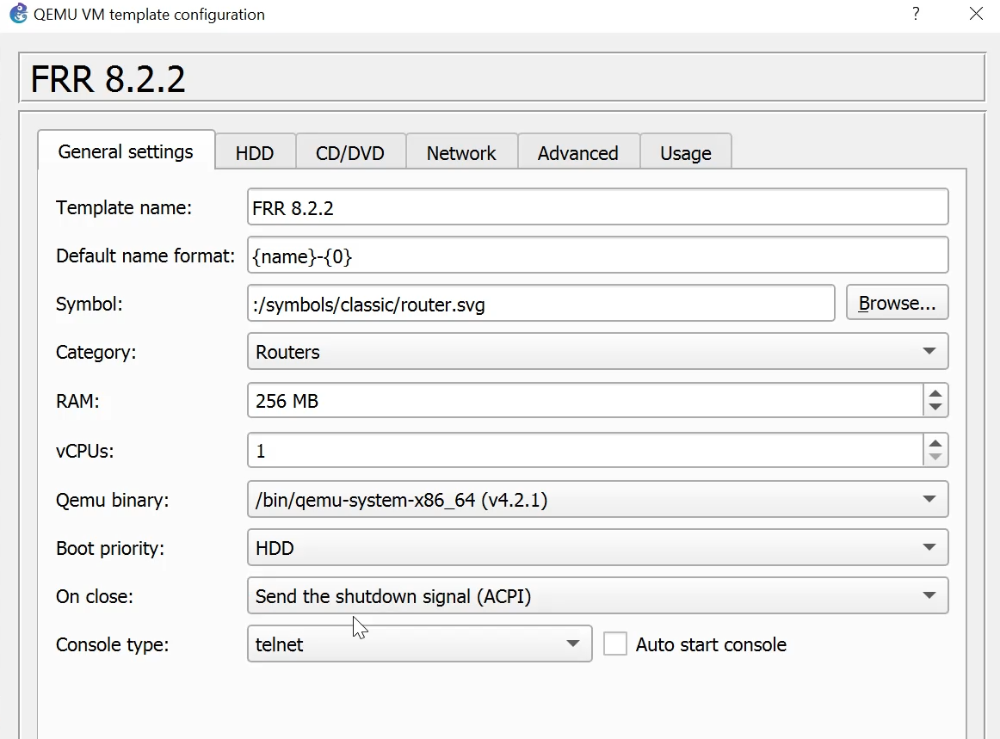 QEMU VM template configuration ?
FRR 8.2.2
General settings HDD CD/DVD Network Advanced Usage
Template name: FRR 8.2.2
Default name format: {name}-{0}
Symbol: :/symbols/classic/router.svg Browse...
Category: Routers
RAM: 256 MB
vCPUs: 1
Qemu binary: /bin/qemu-system-x86_64 (v4.2.1)
Boot priority: HDD
On close: Send the shutdown signal (ACPI)
Console type: telnet Auto start console